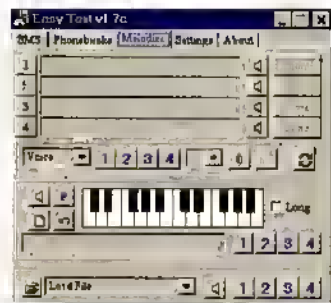 Easy Text v1.7c
SMS Phonebooks Melodies Settings About
1
2
3
4
Verse 1 2 3 4
P
Long
1 2 3 4
Load File 1 2 3 4